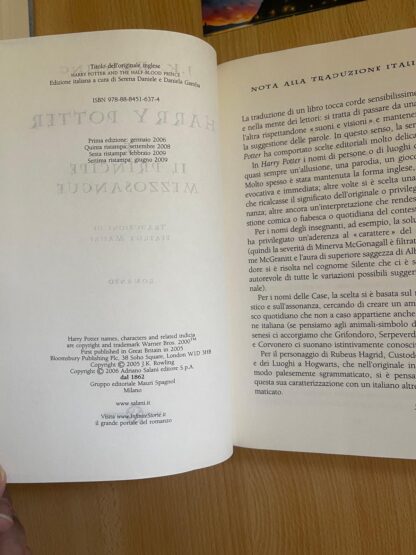 Titolo dell'originale inglese
HARRY POTTER AND THE HALF-BLOOD PRINCE
Edizione italiana a cura di Serena Daniele e Daniela Gamba
ISBN 978-88-8451-637-4
Prima edizione: gennaio 2006
Quinta ristampa: settembre 2008
Sesta ristampa: febbraio 2009
Settima ristampa: giugno 2009
Harry Potter names, characters and related indicia
are copyright and trademark Warner Bros. 2000™
First published in Great Britain in 2005
Bloomsbury Publishing Plc, 38 Soho Square, London W1D 3HB
Copyright © 2005 J.K. Rowling
Copyright © 2006 Adriano Salani editore S.p.A.
dal 1862
Gruppo editoriale Mauri Spagnol
Milano
www.salani.it
Visita www.InfiniteStorie.it
il grande portale del romanzo
NOTA ALLA TRADUZIONE ITALI
La traduzione di un libro tocca corde sensibilissime
e nella mente dei lettori: si tratta di passare da una
l'altra rispettandone « suoni e visioni », mantenendo
la suggestione delle parole. In questo senso, la serie
Potter ha comportato scelte editoriali molto delicate
In Harry Potter i nomi di persone o di luoghi
quasi sempre un'allusione, una parodia, un gioco
Molto spesso è stata mantenuta la forma inglese,
evocativa e immediata; altre volte si è scelta una
che ricalcasse il significato dell'originale o privileg
nanza; altre ancora un'interpretazione che rendes
stione comica o fiabesca o quotidiana del contest
Per i nomi degli insegnanti, ad esempio, la solu
ha privilegiato un'aderenza al « carattere » del
(quindi la severità di Minerva McGonagall è filtrat
me McGranitt e l'aura di superiore saggezza di Alb
dore si è risolta nel cognome Silente che ci è s
autorevole di tutte le variazioni possibili sugger
nale).
Per i nomi delle Case, la scelta si è basata sul
stico e sull'assonanza, cercando di creare un am
sco quotidiano che non a caso appartiene anche
ne italiana (se pensiamo agli animali-simbolo d
senesi ci accorgiamo che Grifondoro, Serpeverd
e Corvonero ci suonano istintivamente conosci
Per il personaggio di Rubeus Hagrid, Custod
e dei Luoghi a Hogwarts, che nell'originale in
modo palesemente sgrammaticato, si è pensa
questa sua caratterizzazione con un italiano altre
maticato.